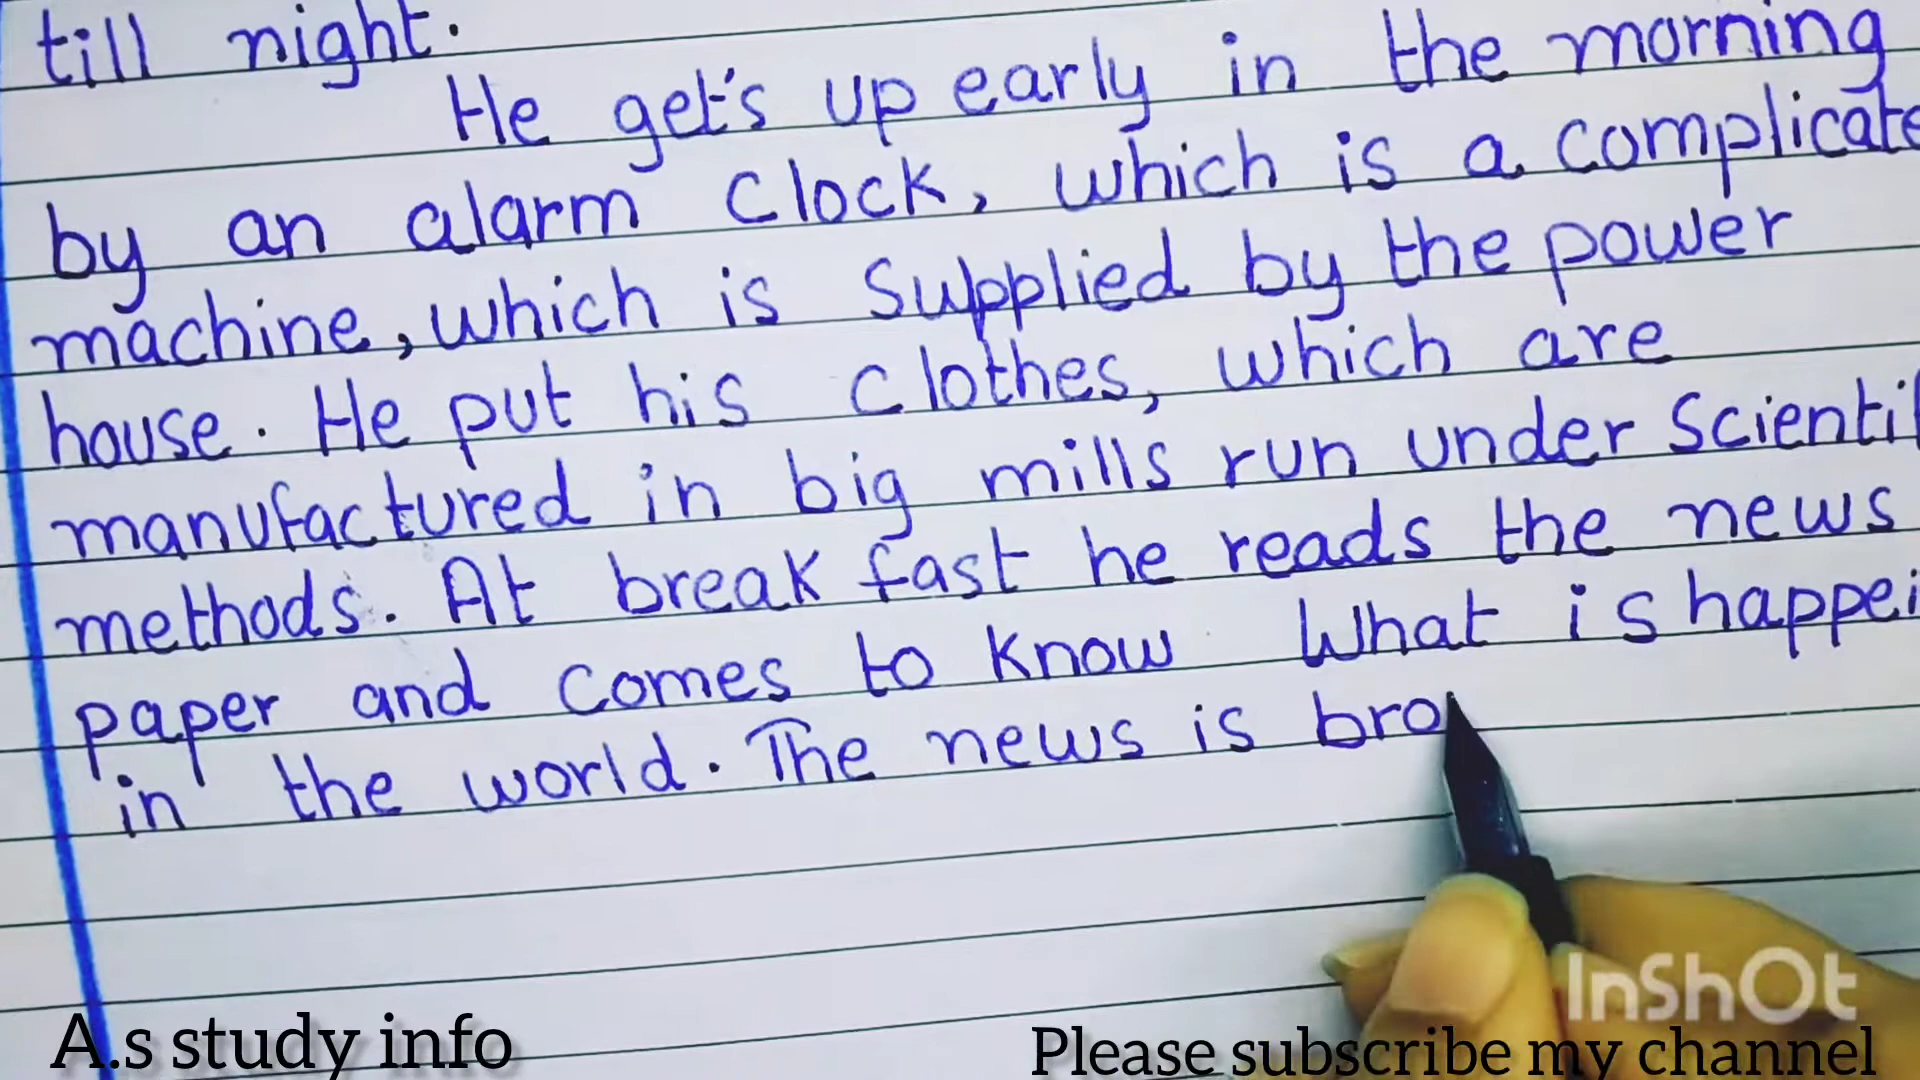 till night.
He get's up early in the morning
by an alarm clock, which is a complicate
machine, which is supplied by the power
house. He put his clothes, which are
manufactured in big mills run under Scienti
methods. At break fast he reads the news
paper and comes to know What is happei
in the world. The news is bro
InShOt
A.s study info
Please subscribe my channel